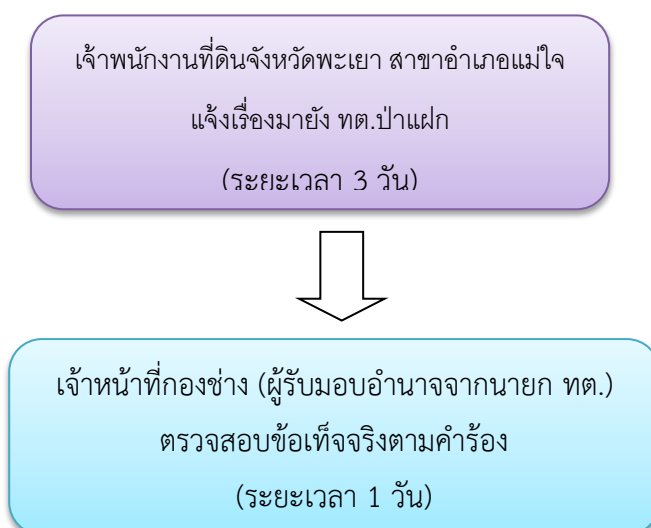 เจ้าพนักงานที่ดินจังหวัดพะเยา สาขาอำเภอแม่ใจ
แจ้งเรื่องมายัง ทต.ป่าแฝก
(ระยะเวลา 3 วัน)
เจ้าหน้าที่กองช่าง (ผู้รับมอบอำนาจจากนายก ทต.)
ตรวจสอบข้อเท็จจริงตามคำร้อง
(ระยะเวลา 1 วัน)